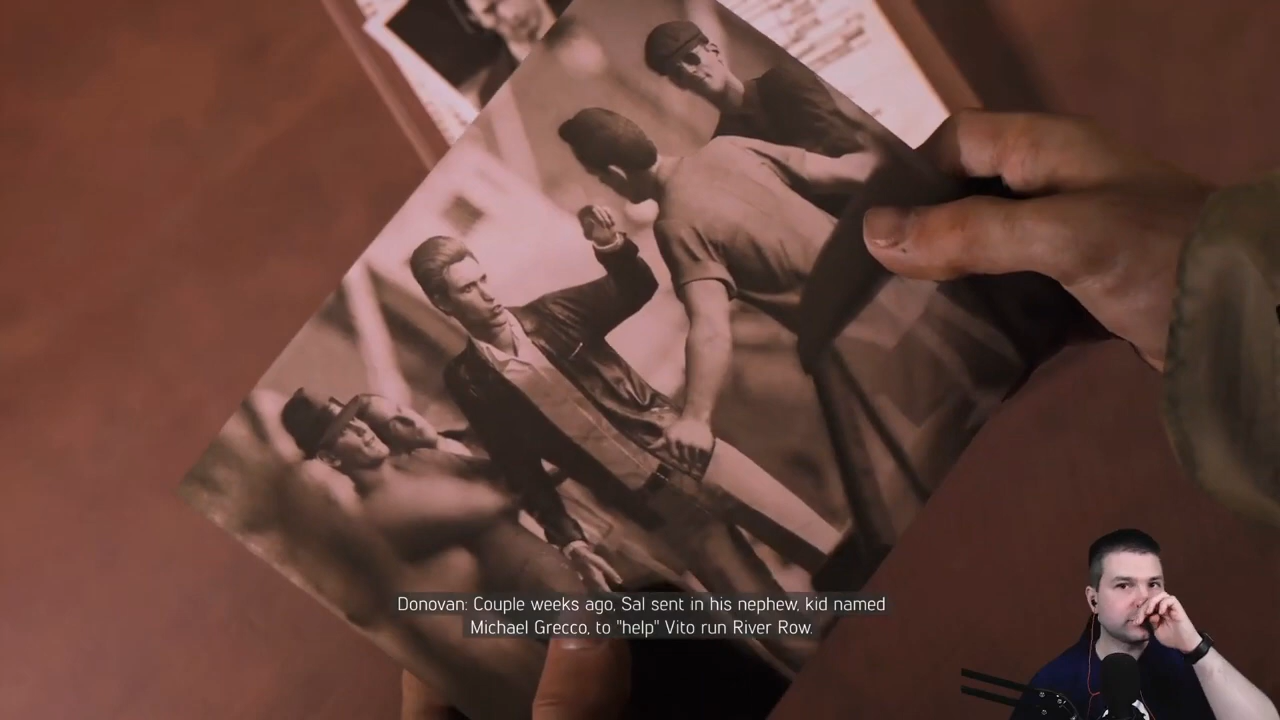 Donovan: Couple weeks ago, Sal sent in his nephew, kid named
Michael Grecco, to "help" Vito run River Row.